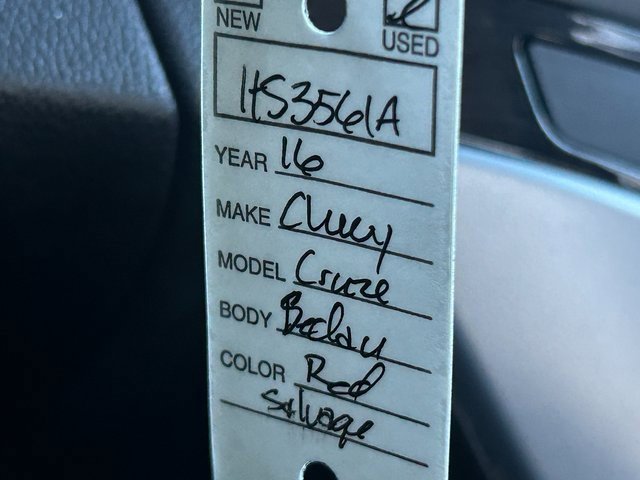 NEW USED
HS3561A
YEAR 16
MAKE Chevy
MODEL Cruze
BODY
COLOR Red
Salvage